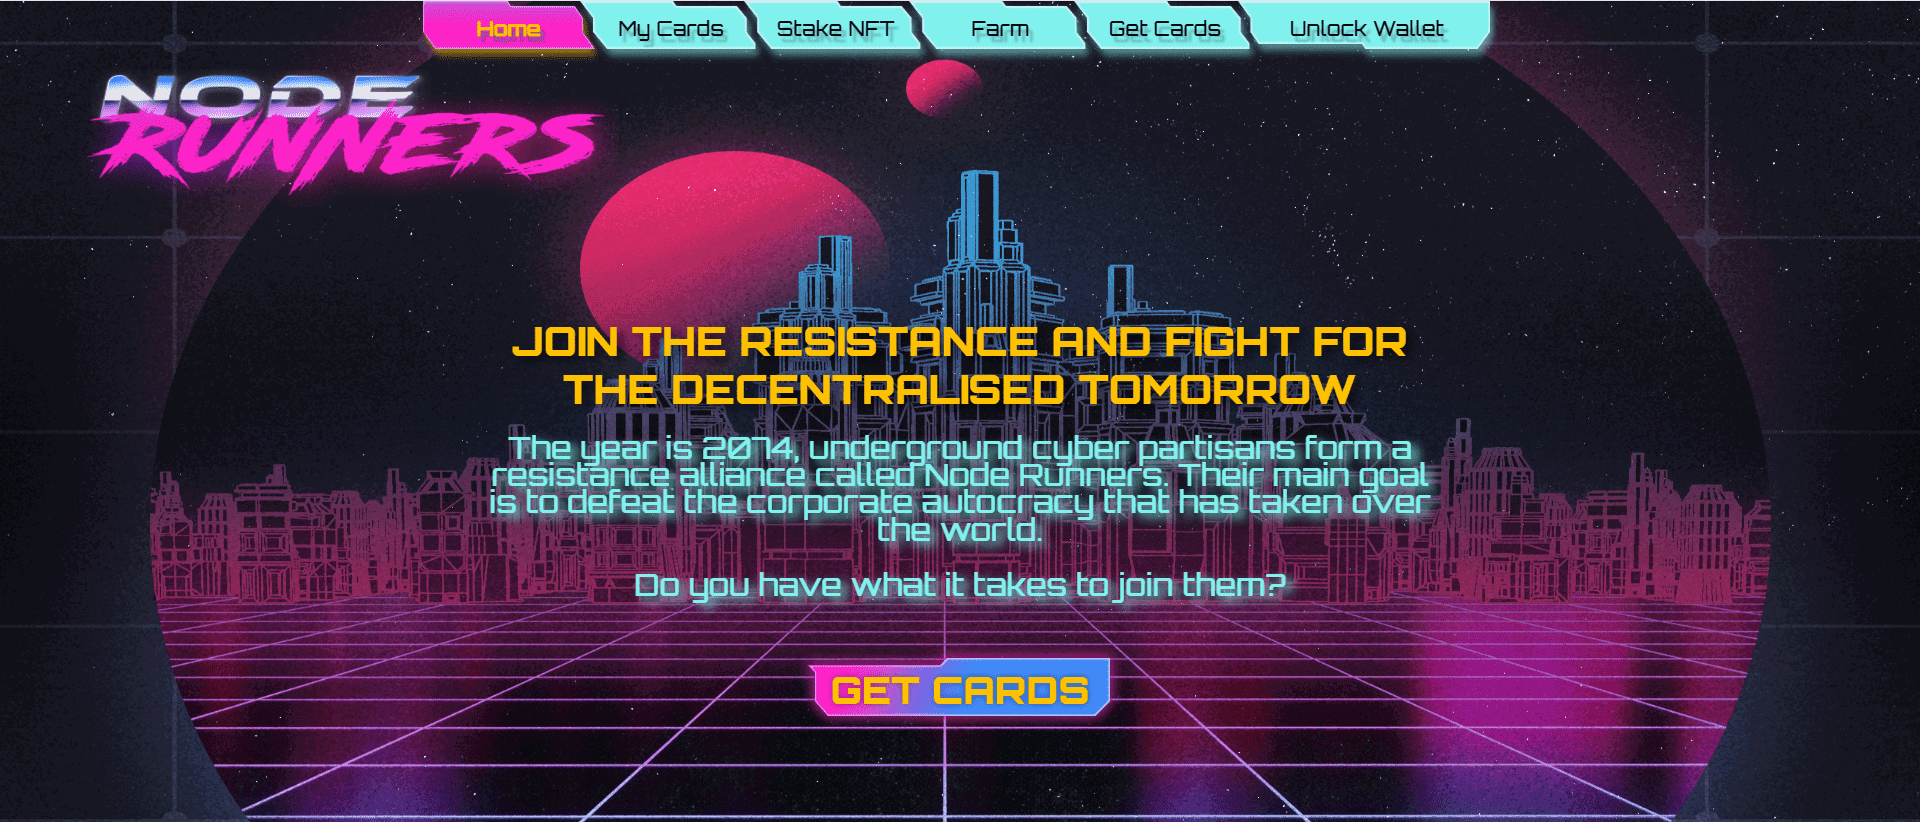 Home
My Cards
Stake NFT
Farm
Get Cards
Unlock Wallet
NODE
RUNNERS
JOIN THE RESISTANCE AND FIGHT FOR
THE DECENTRALISED TOMORROW
The year is 2074, underground cyber partisans form a
resistance alliance called Node Runners. Their main goal
is to defeat the corporate autocracy that has taken over
the world.
Do you have what it takes to join them?
GET CARDS